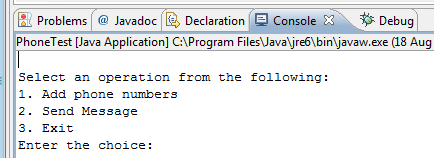 Problems @ Javadoc Declaration Console Debug
PhoneTest [Java Application] C:\Program Files\Java\jre6\bin\javaw.exe (18 Aug
Select an operation from the following:
1. Add phone numbers
2. Send Message
3. Exit
Enter the choice: